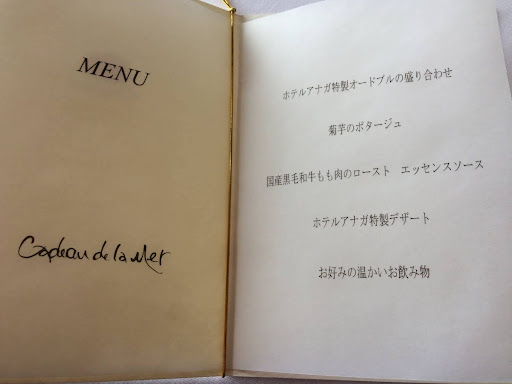 MENU
Cadeau de la Mer
ホテルアナガ特製オードブルの盛り合わせ
菊芋のポタージュ
国産黒毛和牛もも肉のロースト　エッセンスソース
ホテルアナガ特製デザート
お好みの温かいお飲み物